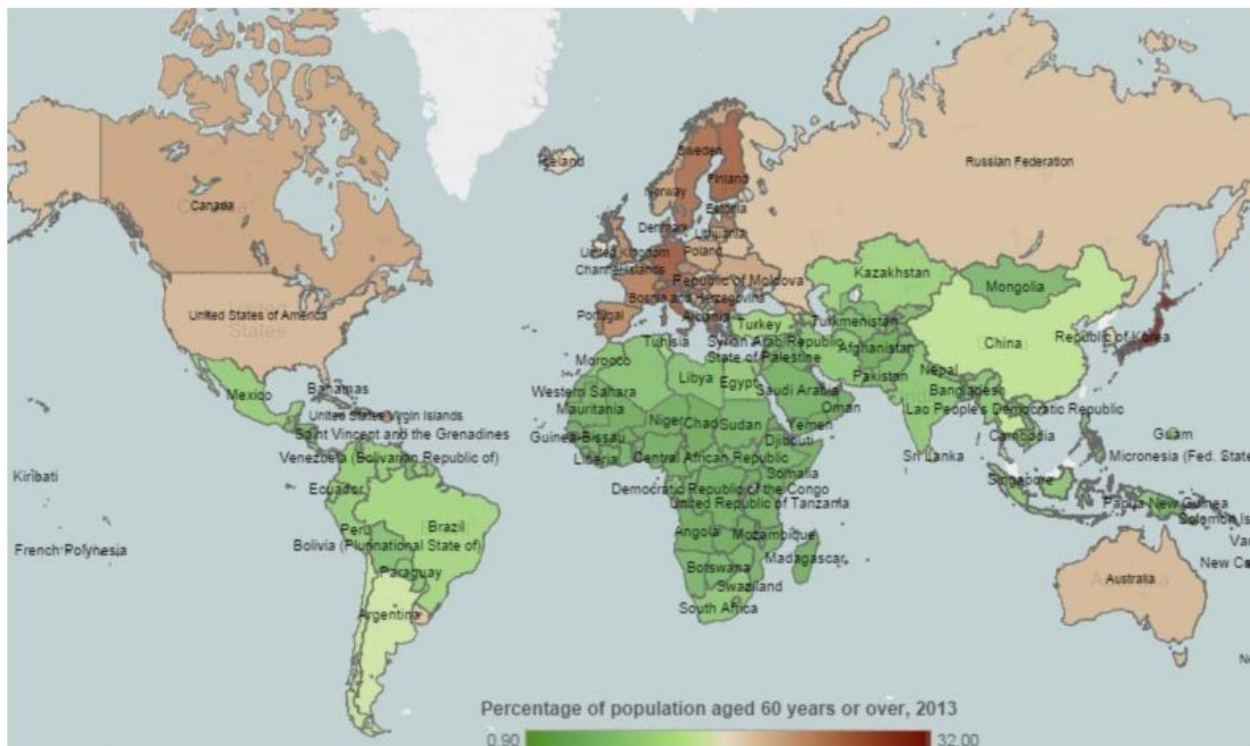 Iceland
Sweden
Finland
Norway
Russian Federation
Canada
Estonia
Denmark
Lithuania
United Kingdom
Poland
Channel Islands
Republic of Moldova
Kazakhstan
Mongolia
Bosnia and Herzegovina
United States of America
Portugal
Albania
Turkey
Turkmenistan
Republic of Korea
Tunisia
Syrian Arab Republic
China
Afghanistan
Morocco
State of Palestine
Nepal
Libya
Egypt
Pakistan
Bahamas
Mexico
Western Sahara
Saudi Arabia
Bangladesh
Mauritania
Oman
Lao People's Democratic Republic
United States Virgin Islands
Niger
Chad
Sudan
Yemen
Saint Vincent and the Grenadines
Guinea-Bissau
Djibouti
Cambodia
Guam
Venezuela (Bolivarian Republic of)
Liberia
Central African Republic
Sri Lanka
Micronesia (Fed. State
Kiribati
Somalia
Singapore
Ecuador
Democratic Republic of the Congo
United Republic of Tanzania
Papua New Guinea
Solomon Is
Peru
Brazil
Angola
Mozambique
Van
French Polynesia
Bolivia (Plurinational State of)
Madagascar
New Ca
Paraguay
Botswana
Swaziland
Australia
South Africa
Argentina
Ne
Percentage of population aged 60 years or over, 2013
0.90
32.00